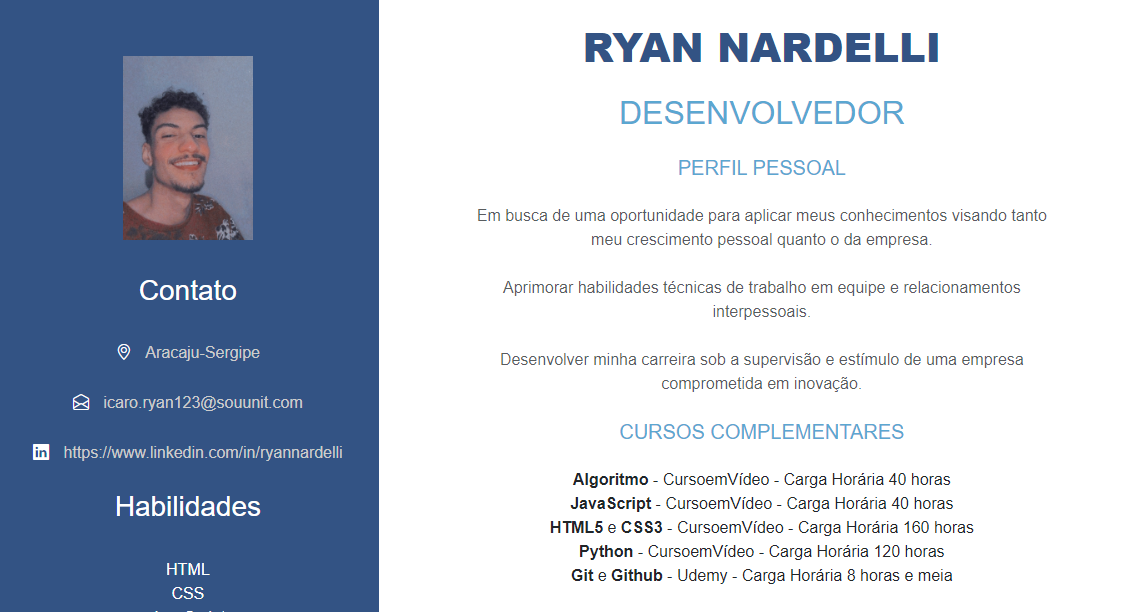 Contato
Aracaju-Sergipe
icaro.ryan123@souunit.com
https://www.linkedin.com/in/ryannardelli
Habilidades
HTML
CSS
RYAN NARDELLI
DESENVOLVEDOR
PERFIL PESSOAL
Em busca de uma oportunidade para aplicar meus conhecimentos visando tanto
meu crescimento pessoal quanto o da empresa.
Aprimorar habilidades técnicas de trabalho em equipe e relacionamentos
interpessoais.
Desenvolver minha carreira sob a supervisão e estímulo de uma empresa
comprometida em inovação.
CURSOS COMPLEMENTARES
Algoritmo - CursoemVídeo - Carga Horária 40 horas
JavaScript - CursoemVídeo - Carga Horária 40 horas
HTML5 e CSS3 - CursoemVídeo - Carga Horária 160 horas
Python - CursoemVídeo - Carga Horária 120 horas
Git e Github - Udemy - Carga Horária 8 horas e meia